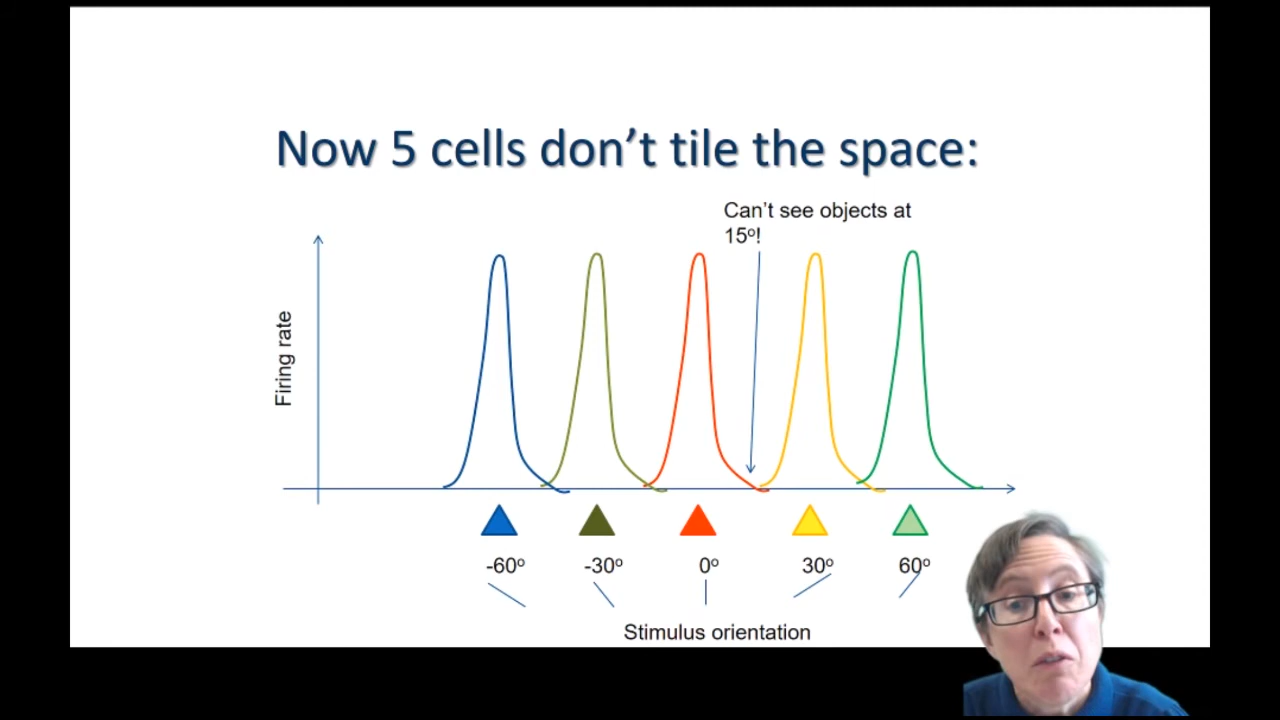 Now 5 cells don’t tile the space:
Can’t see objects at
15º!
Firing rate
-60º -30º 0º 30º 60º
Stimulus orientation